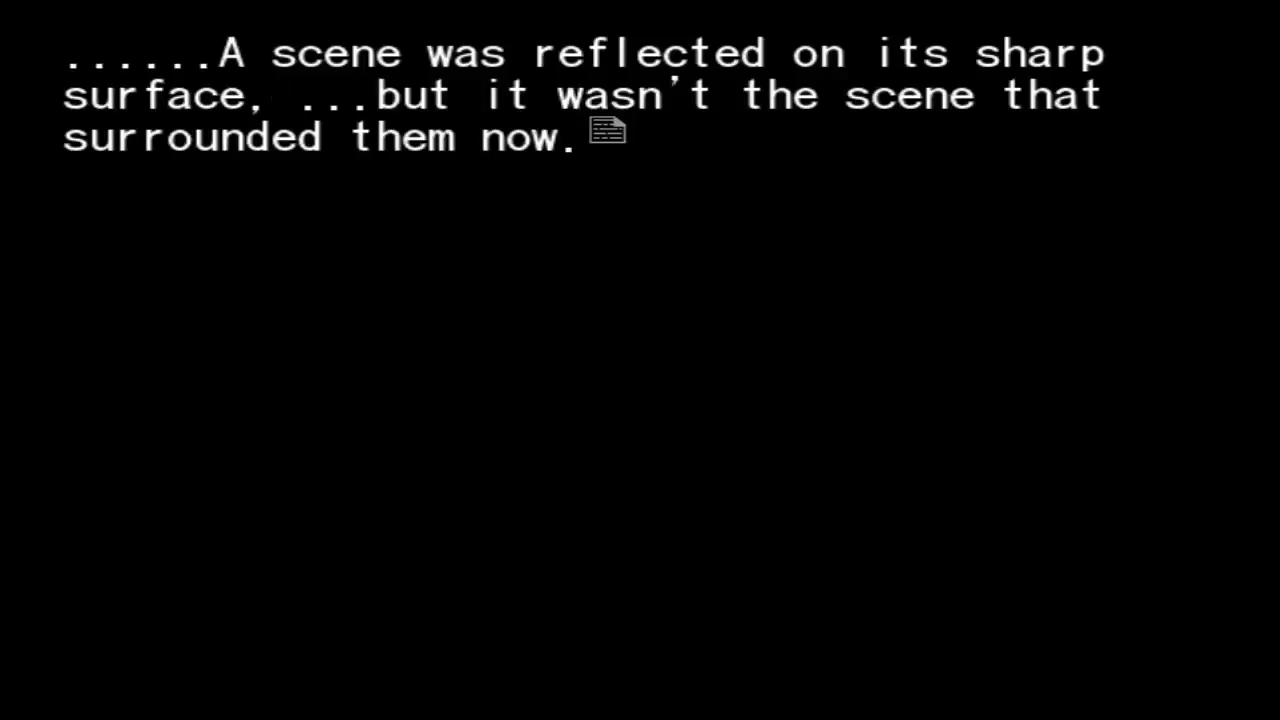 ......A scene was reflected on its sharp
surface, ...but it wasn't the scene that
surrounded them now.